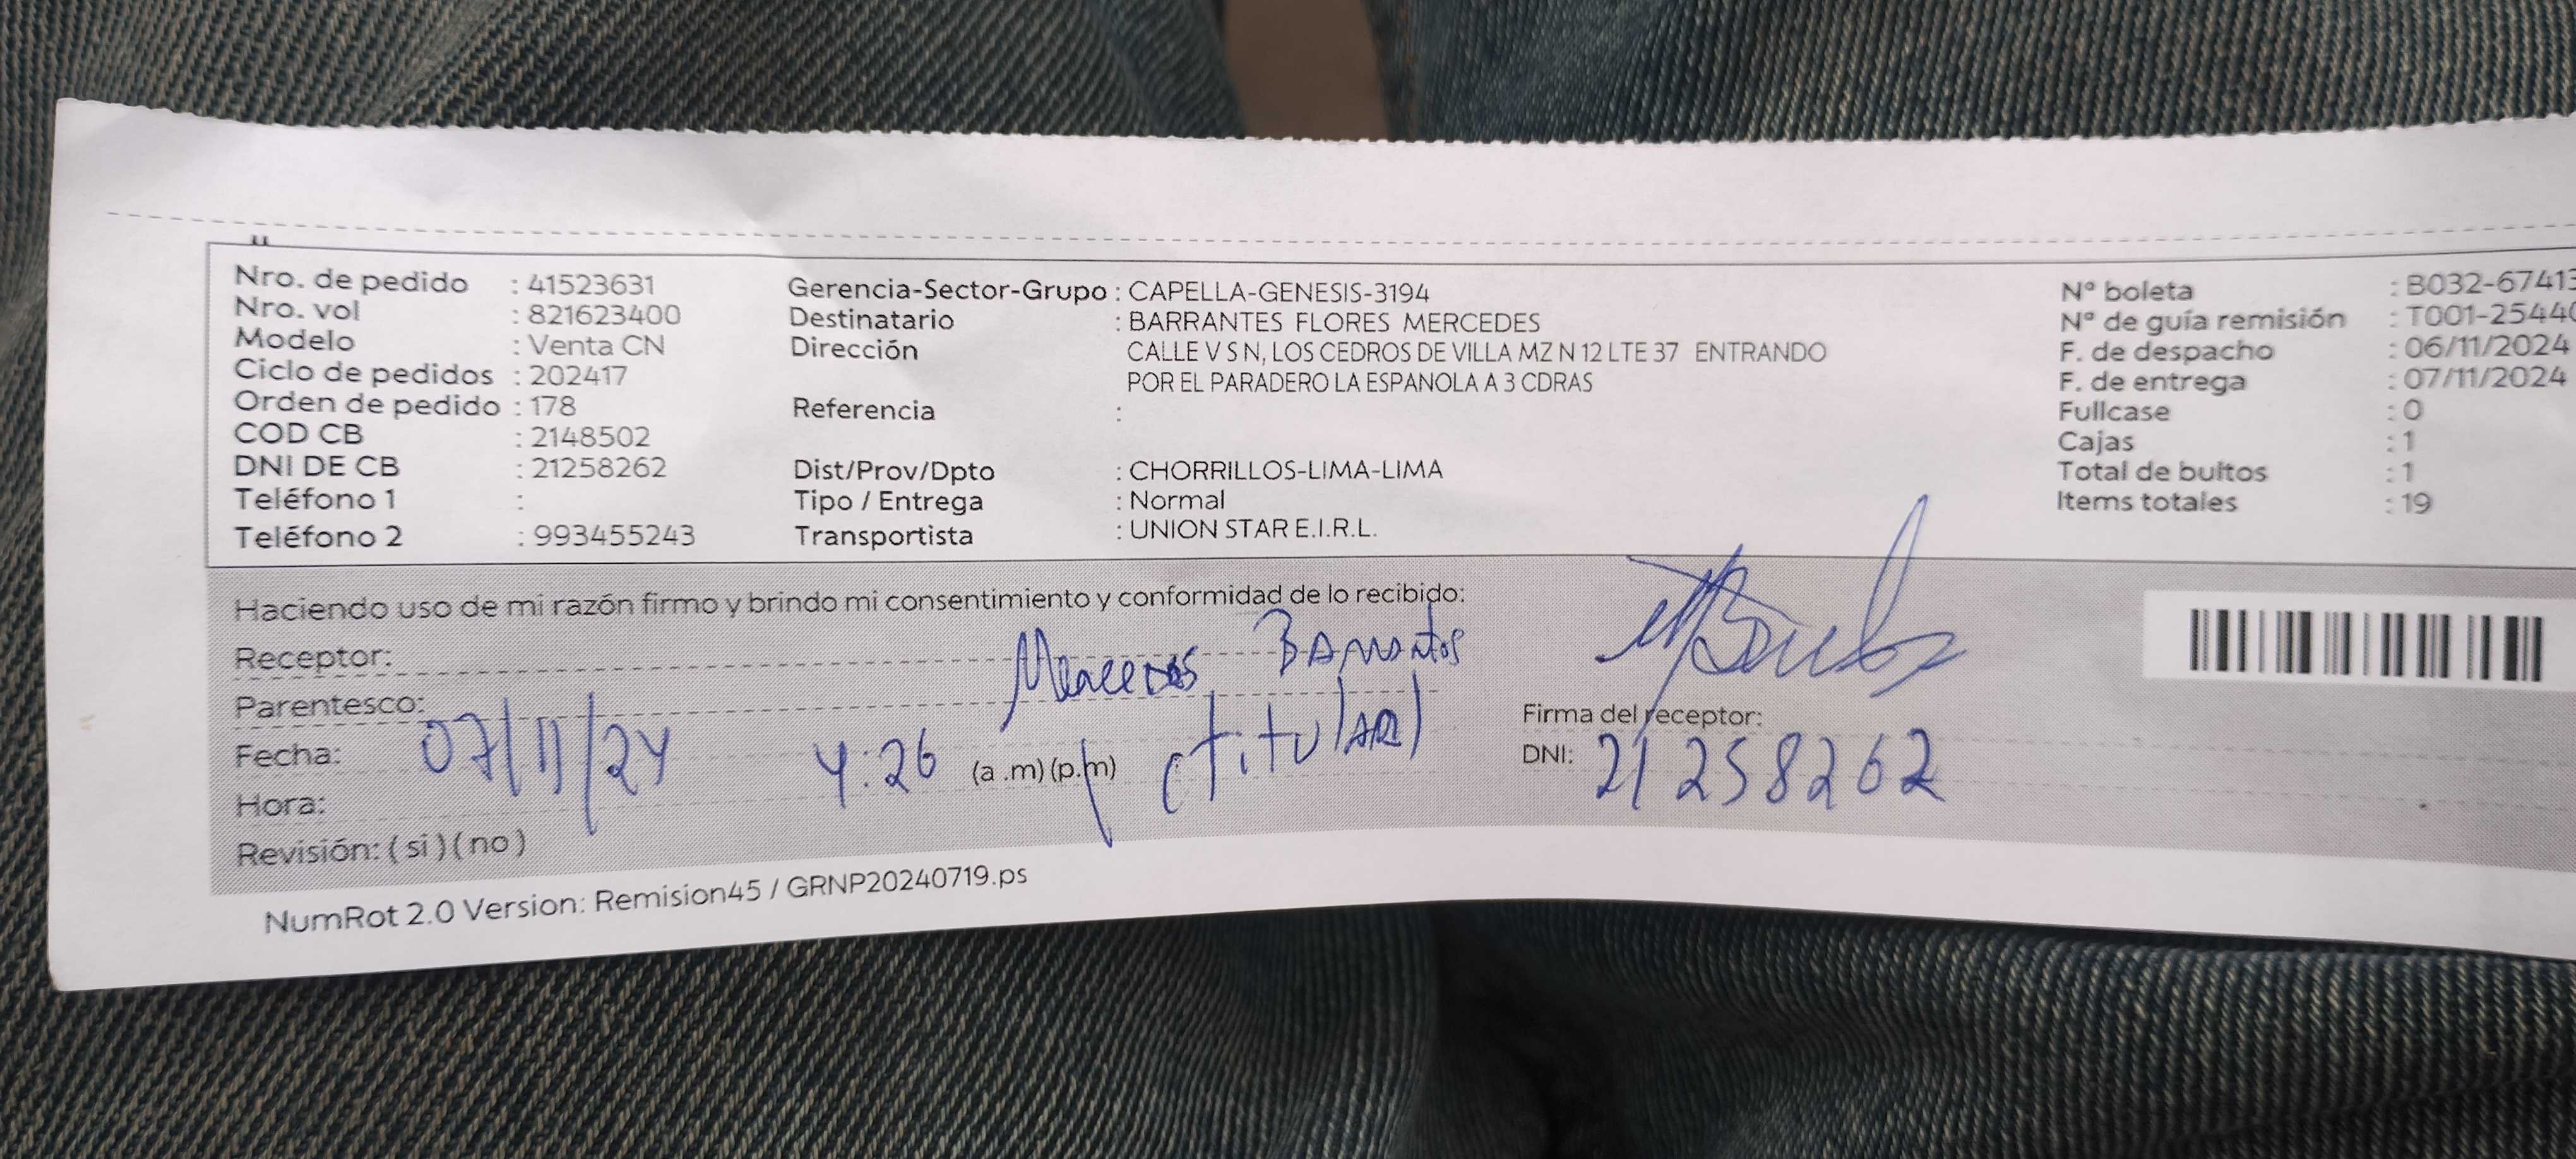 Nro. de pedido : 41523631
Nro. vol : 821623400
Modelo : Venta CN
Ciclo de pedidos : 202417
Orden de pedido : 178
COD CB : 2148502
DNI DE CB : 21258262
Teléfono 1 :
Teléfono 2 : 993455243
Gerencia-Sector-Grupo : CAPELLA-GENESIS-3194
Destinatario : BARRANTES FLORES MERCEDES
Dirección CALLE V S N, LOS CEDROS DE VILLA MZ N 12 LTE 37 ENTRANDO
POR EL PARADERO LA ESPANOLA A 3 CDRAS
Referencia :
Dist/Prov/Dpto : CHORRILLOS-LIMA-LIMA
Tipo / Entrega : Normal
Transportista : UNION STAR E.I.R.L.
Nº boleta : B032-67413
Nº de guía remisión : T001-25440
F. de despacho : 06/11/2024
F. de entrega : 07/11/2024
Fullcase : 0
Cajas : 1
Total de bultos : 1
Items totales : 19
Haciendo uso de mi razón firmo y brindo mi consentimiento y conformidad de lo recibido:
Receptor: Mercedes Barrantes
Parentesco: (titular)
Fecha: 07/11/24
Hora: 4:26 (a .m) (p.m)
Revisión: ( si ) ( no )
Firma del receptor:
DNI: 21258262
NumRot 2.0 Version: Remision45 / GRNP20240719.ps